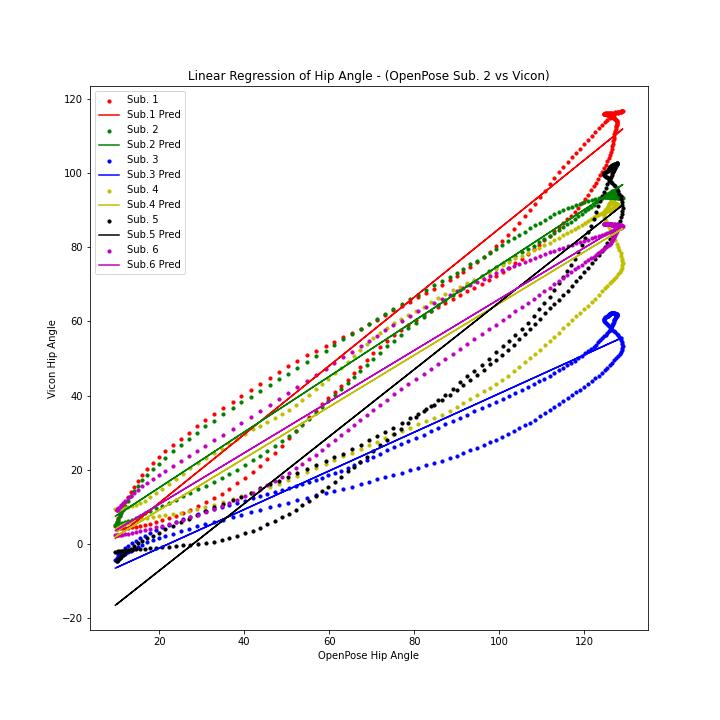 Linear Regression of Hip Angle - (OpenPose Sub. 2 vs Vicon)
120
100
80
60
40
20
0
−20
Vicon Hip Angle
Sub. 1
Sub.1 Pred
Sub. 2
Sub.2 Pred
Sub. 3
Sub.3 Pred
Sub. 4
Sub.4 Pred
Sub. 5
Sub.5 Pred
Sub. 6
Sub.6 Pred
20 40 60 80 100 120
OpenPose Hip Angle